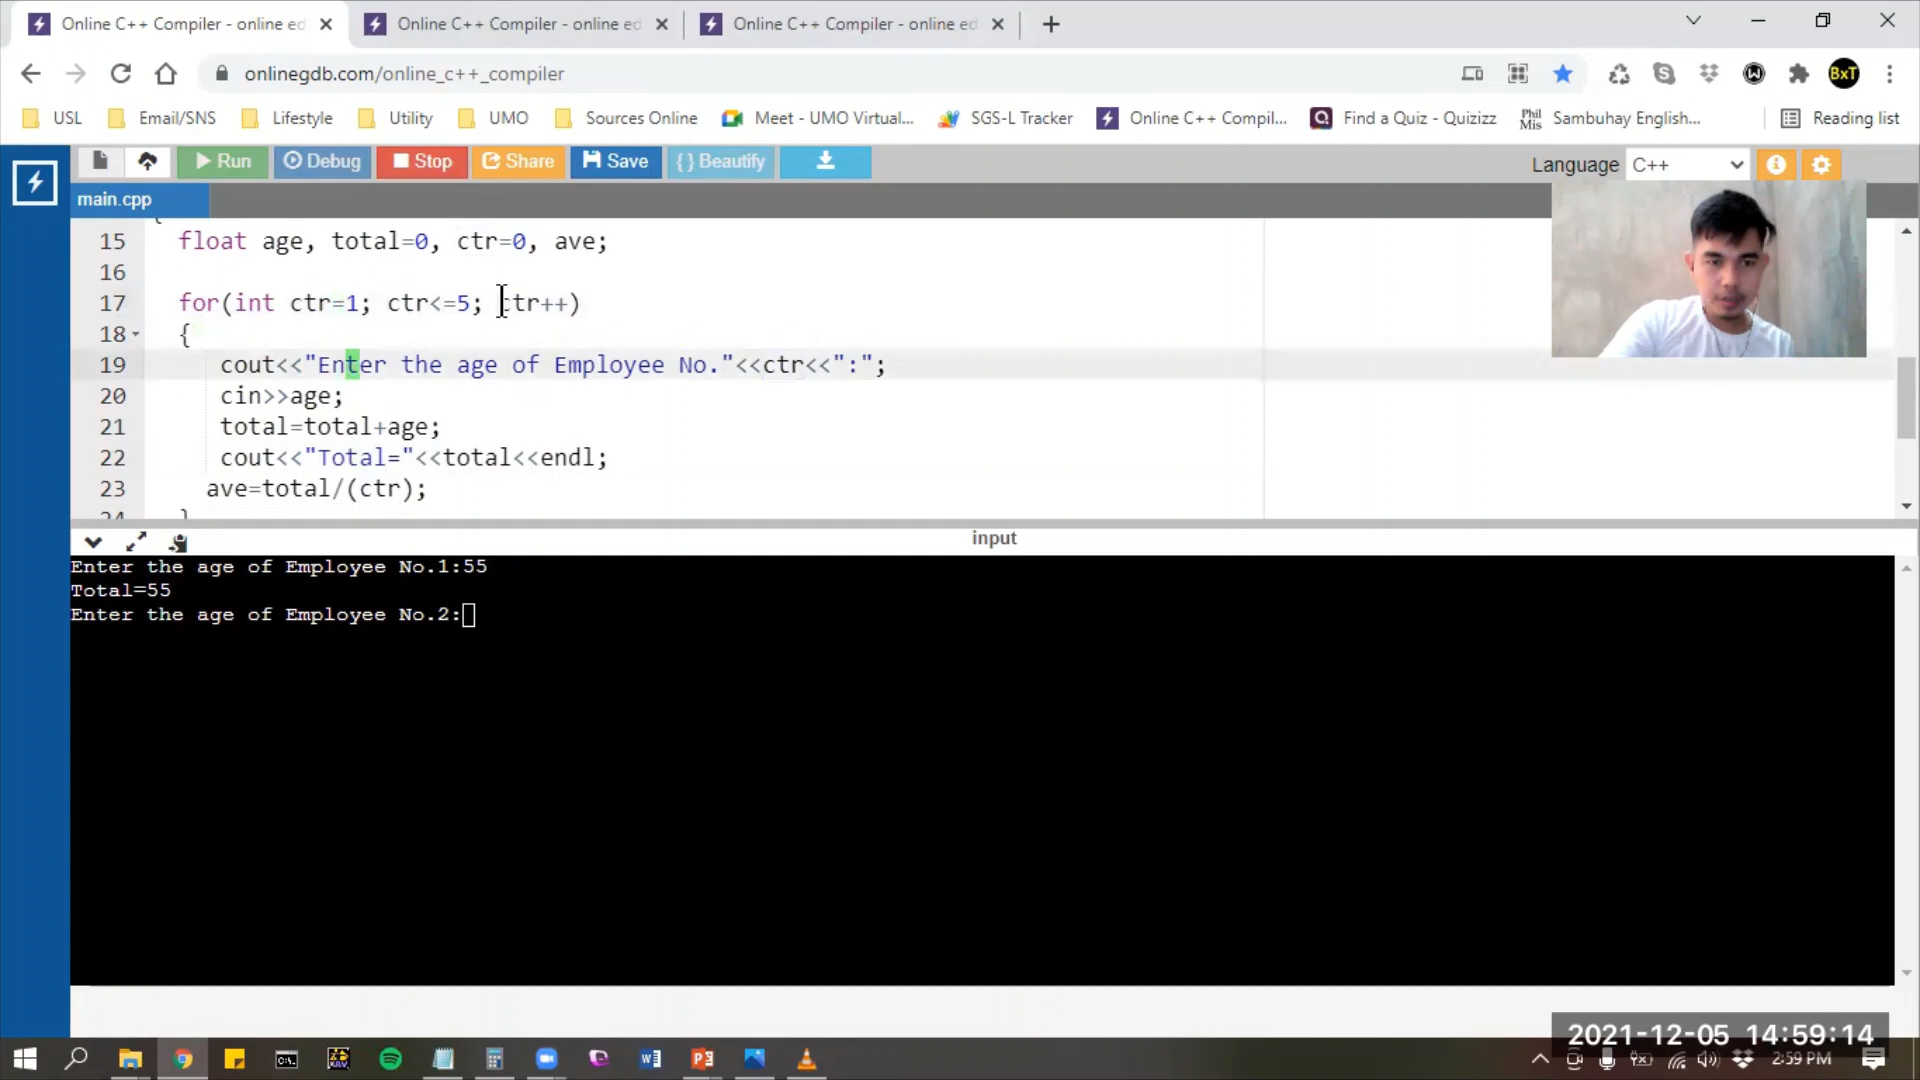 Online C++ Compiler - online ed
Online C++ Compiler - online ed
Online C++ Compiler - online ed
onlinegdb.com/online_c++_compiler
BxT
USL
Email/SNS
Lifestyle
Utility
UMO
Sources Online
Meet - UMO Virtual...
SGS-L Tracker
Online C++ Compil...
Find a Quiz - Quizizz
Phil Mis
Sambuhay English...
Reading list
Run
Debug
Stop
Share
Save
{ } Beautify
Language
C++
main.cpp
15 float age, total=0, ctr=0, ave;
16
17 for(int ctr=1; ctr<=5; ctr++)
18 {
19 cout<<"Enter the age of Employee No."<<ctr<<":";
20 cin>>age;
21 total=total+age;
22 cout<<"Total="<<total<<endl;
23 ave=total/(ctr);
24 }
input
Enter the age of Employee No.1:55
Total=55
Enter the age of Employee No.2:
2021-12-05 14:59:14
2:59 PM